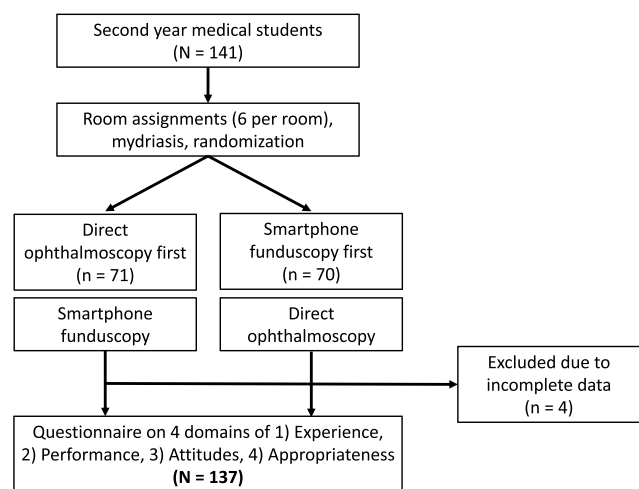 Second year medical students
(N = 141)
Room assignments (6 per room),
mydriasis, randomization
Direct
ophthalmoscopy first
(n = 71)
Smartphone
funduscopy first
(n = 70)
Smartphone
funduscopy
Direct
ophthalmoscopy
Excluded due to
incomplete data
(n = 4)
Questionnaire on 4 domains of 1) Experience,
2) Performance, 3) Attitudes, 4) Appropriateness
(N = 137)